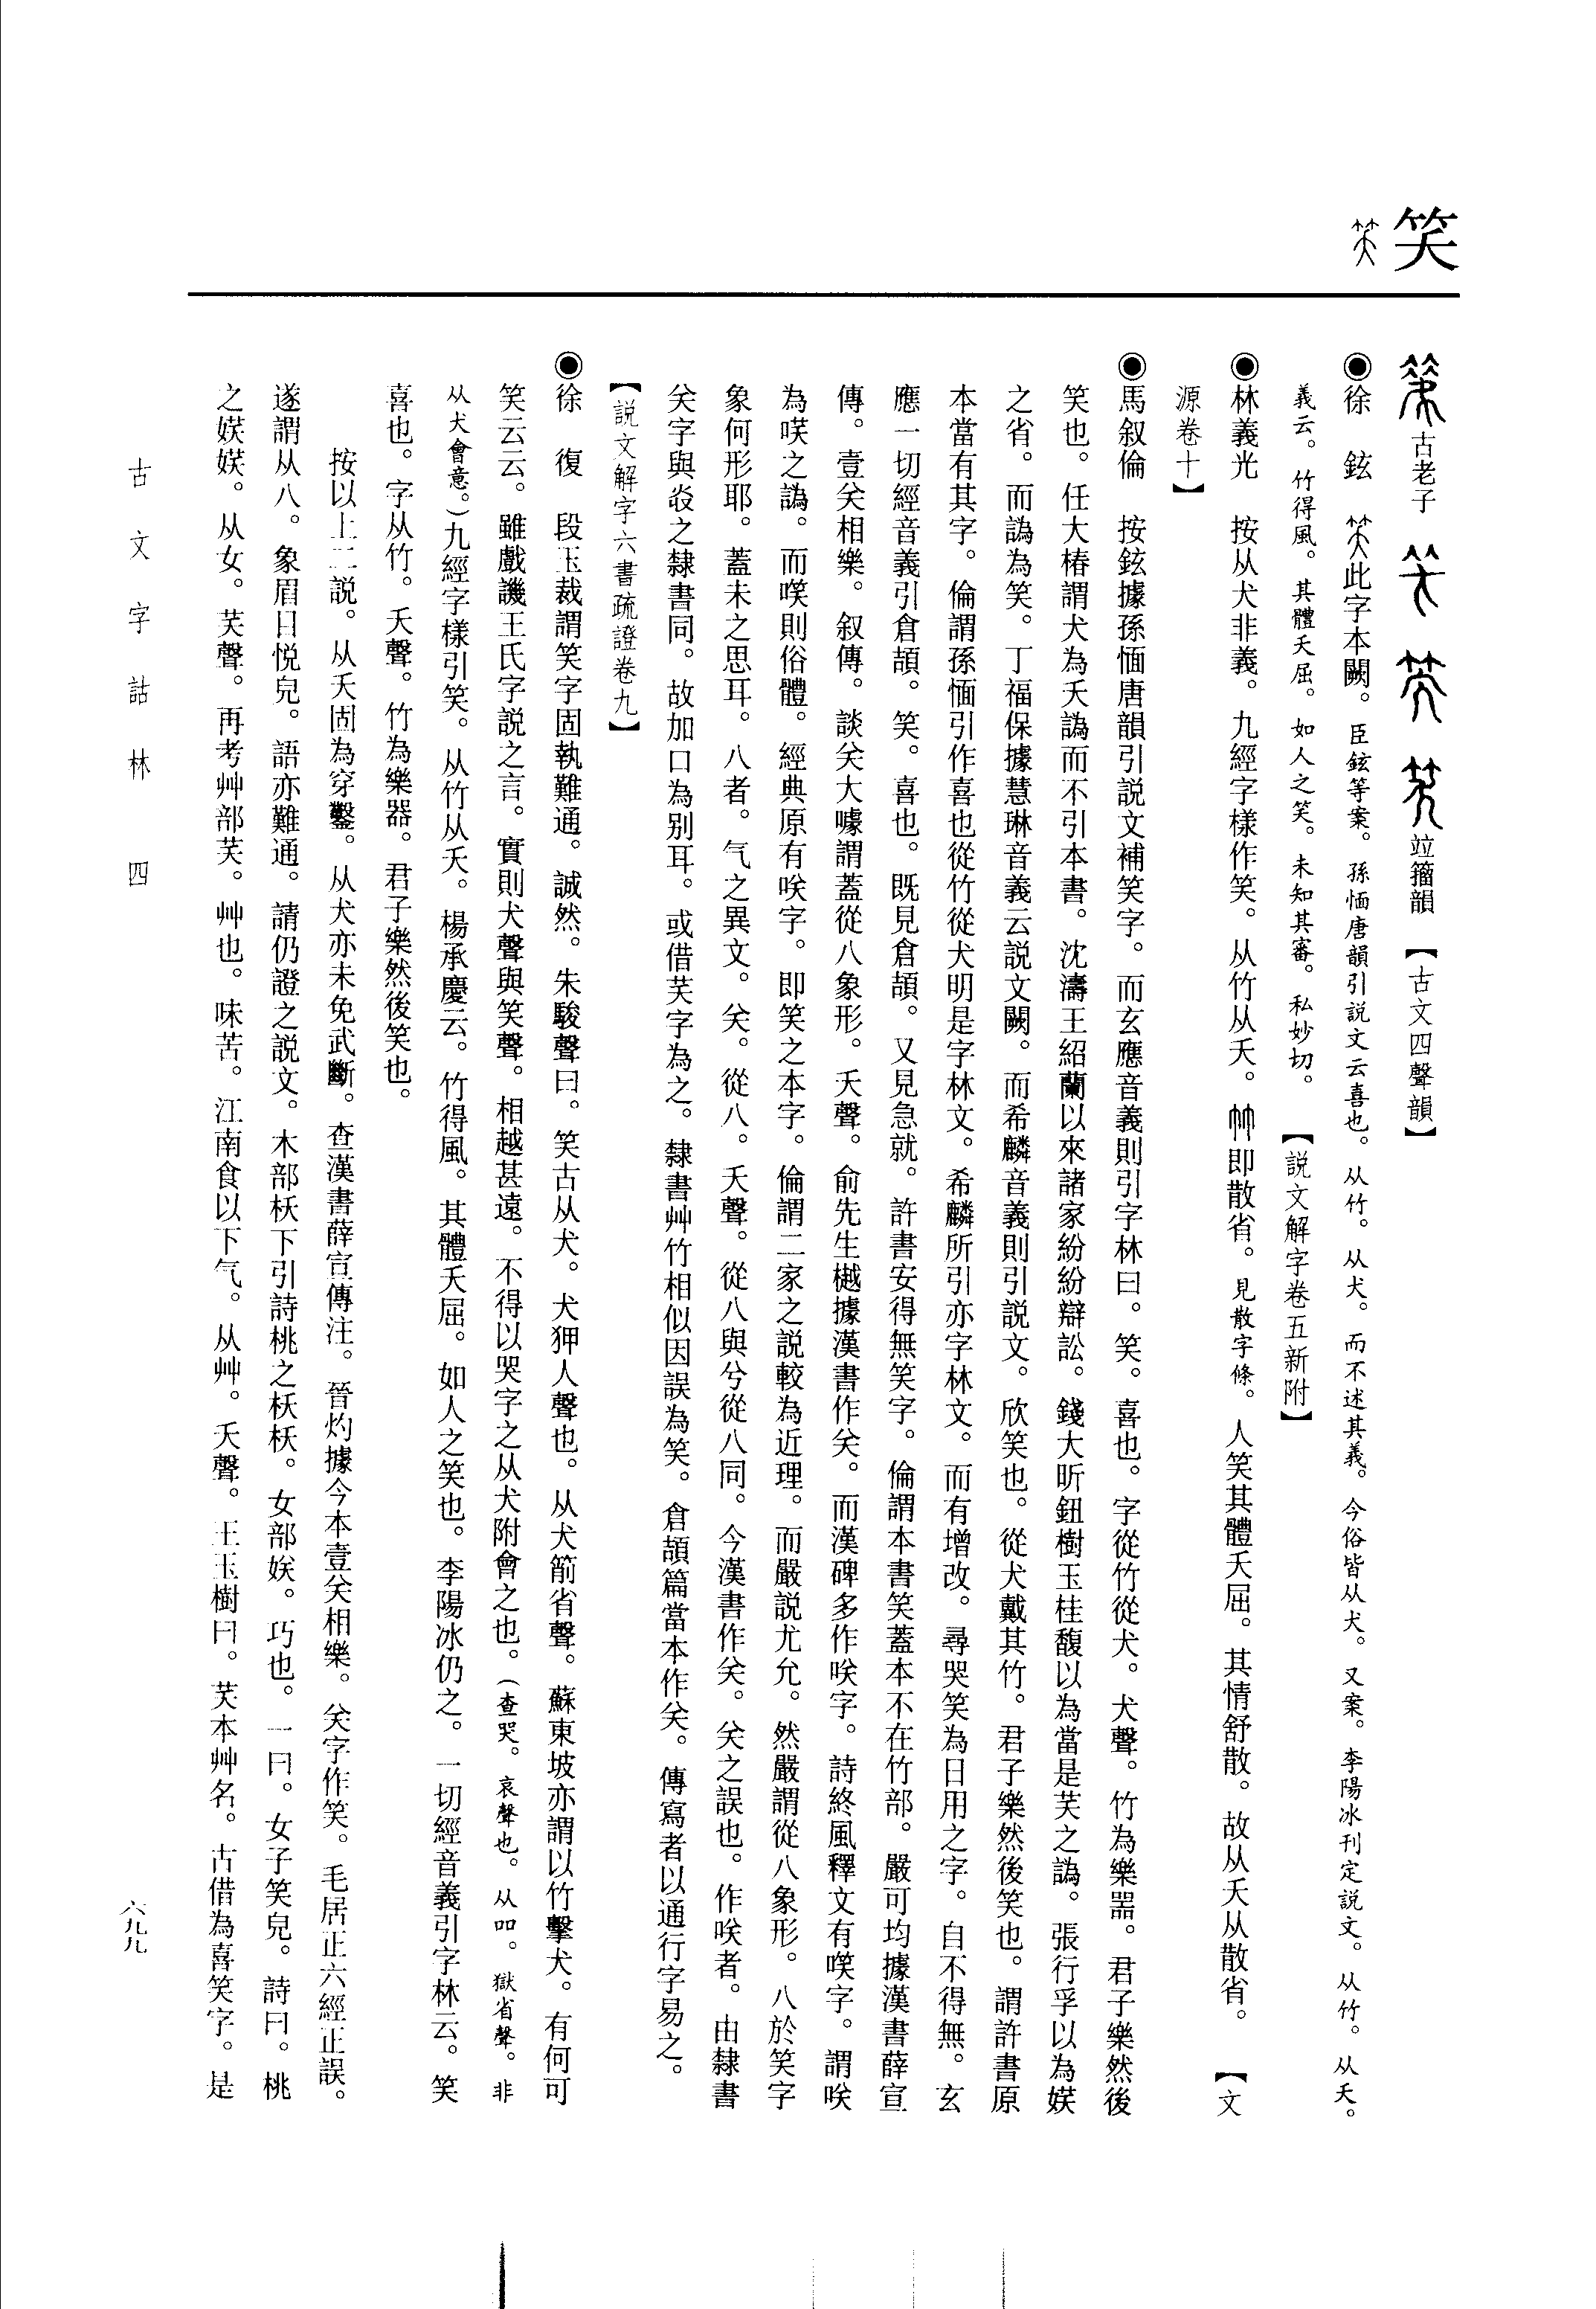 笑
古老子 竝籀韻 【古文四聲韻】
◉徐　鉉　此字本闕。臣鉉等案。孫愐唐韻引説文云喜也。从竹。从犬。而不述其義。今俗皆从犬。又案。李陽冰刊定説文。从竹。从夭。
義云。竹得風。其體夭屈。如人之笑。未知其審。私妙切。【説文解字卷五新附】
◉林義光　按从犬非義。九經字樣作笑。从竹从夭。即散省。見散字條。人笑其體夭屈。其情舒散。故从夭从散省。【文
源卷十】
◉馬叙倫　按鉉據孫愐唐韻引説文補笑字。而玄應音義則引字林曰。笑。喜也。字從竹從犬。犬聲。竹為樂噐。君子樂然後
笑也。任大椿謂犬為夭譌而不引本書。沈濤王紹蘭以來諸家紛紛辯訟。錢大昕鈕樹玉桂馥以為當是芺之譌。張行孚以為媄
之省。而譌為笑。丁福保據慧琳音義云説文闕。而希麟音義則引説文。欣笑也。從犬戴其竹。君子樂然後笑也。謂許書原
本當有其字。倫謂孫愐引作喜也從竹從犬明是字林文。希麟所引亦字林文。而有增改。尋哭笑為日用之字。自不得無。玄
應一切經音義引倉頡。笑。喜也。既見倉頡。又見急就。許書安得無笑字。倫謂本書笑蓋本不在竹部。嚴可均據漢書薛宣
傳。壹关相樂。叙傳。談关大噱謂蓋從八象形。夭聲。俞先生樾據漢書作关。而漢碑多作咲字。詩終風釋文有㗛字。謂咲
為㗛之譌。而㗛則俗體。經典原有咲字。即笑之本字。倫謂二家之説較為近理。而嚴説尤允。然嚴謂從八象形。八於笑字
象何形耶。蓋未之思耳。八者。气之異文。关。從八。夭聲。從八與兮從八同。今漢書作关。关之誤也。作咲者。由隸書
关字與灷之隸書同。故加口為别耳。或借芺字為之。隸書艸竹相似因誤為笑。倉頡篇當本作关。傳寫者以通行字易之。
【説文解字六書疏證卷九】
◉徐　復　段玉裁謂笑字固執難通。誠然。朱駿聲曰。笑古从犬。犬狎人聲也。从犬箾省聲。蘇東坡亦謂以竹擊犬。有何可
笑云云。雖戲譏王氏字説之言。實則犬聲與笑聲。相越甚遠。不得以哭字之从犬附會之也。（查哭。哀聲也。从吅。獄省聲。非
从犬會意。）九經字樣引笑。从竹从夭。楊承慶云。竹得風。其體夭屈。如人之笑也。李陽冰仍之。一切經音義引字林云。笑
喜也。字从竹。夭聲。竹為樂器。君子樂然後笑也。
按以上二説。从夭固為穿鑿。从犬亦未免武斷。查漢書薛宣傳注。晉灼據今本壹关相樂。关字作笑。毛居正六經正誤。
遂謂从八。象眉目悦皃。語亦難通。請仍證之説文。木部枖下引詩桃之枖枖。女部娱。巧也。一曰。女子笑皃。詩曰。桃
之媄媄。从女。芺聲。再考艸部芺。艸也。味苦。江南食以下气。从艸。夭聲。王玉樹曰。芺本艸名。古借為喜笑字。是
古文字詁林　四
六九九